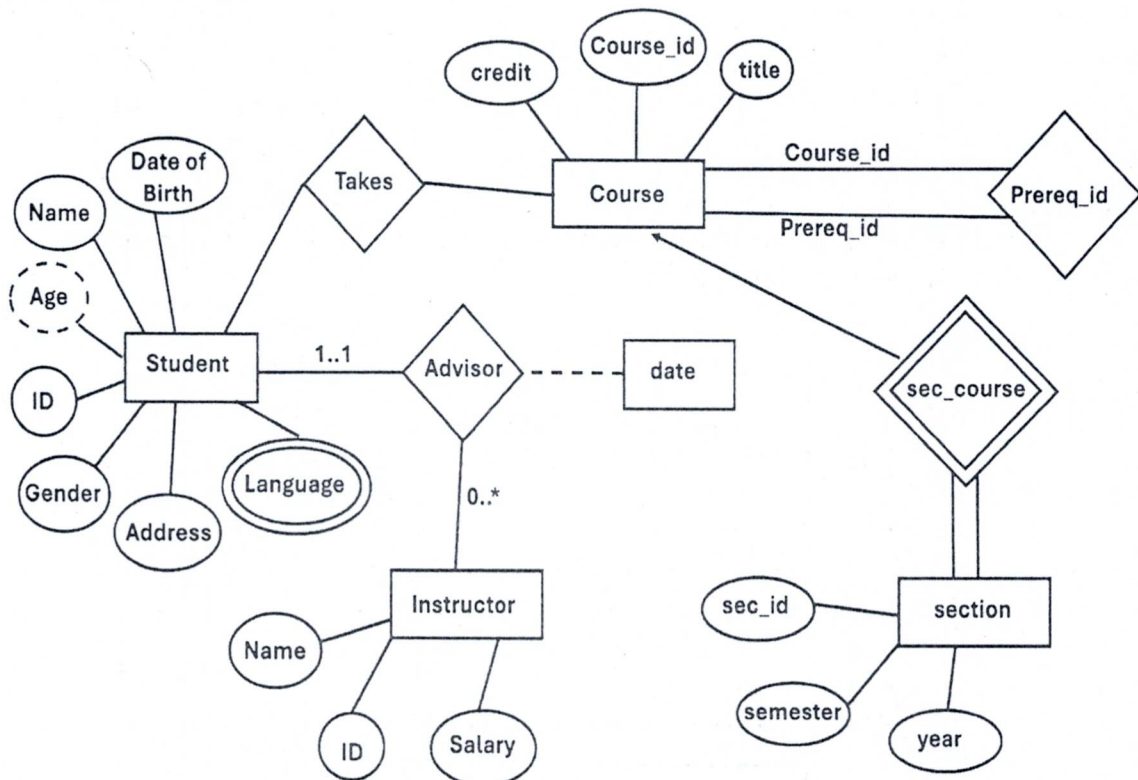 Course_id
credit
title
Date of
Birth
Takes
Course_id
Name
Course
Prereq_id
Prereq_id
Age
Student
1..1
Advisor
date
sec_course
ID
Language
Gender
0..*
Address
Instructor
sec_id
section
Name
semester
ID
Salary
year